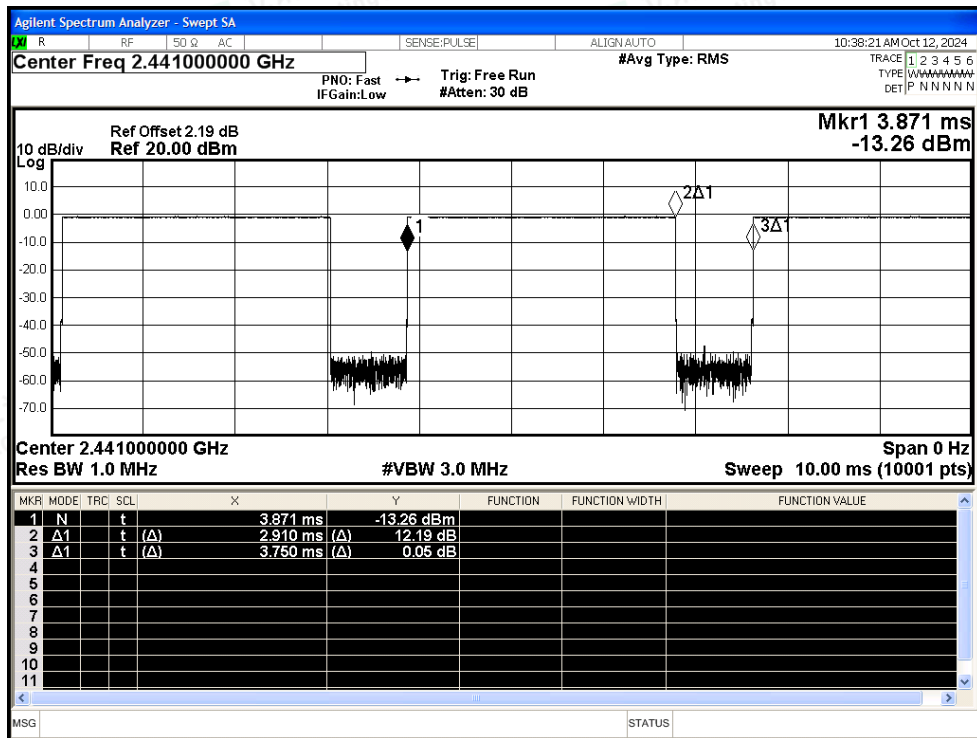 Agilent Spectrum Analyzer - Swept SA
LXI R RF 50 Ω AC SENSE:PULSE ALIGN AUTO 10:38:21 AM Oct 12, 2024
Center Freq 2.441000000 GHz
PNO: Fast
IFGain:Low
Trig: Free Run
#Atten: 30 dB
#Avg Type: RMS
TRACE 1 2 3 4 5 6
TYPE WWWWWW
DET P N N N N N
Mkr1 3.871 ms
-13.26 dBm
Ref Offset 2.19 dB
10 dB/div Ref 20.00 dBm
Log
10.0
0.00
-10.0
-20.0
-30.0
-40.0
-50.0
-60.0
-70.0
1
2Δ1
3Δ1
Center 2.441000000 GHz Span 0 Hz
Res BW 1.0 MHz #VBW 3.0 MHz Sweep 10.00 ms (10001 pts)
MKR MODE TRC SCL X Y FUNCTION FUNCTION WIDTH FUNCTION VALUE
1 N t 3.871 ms -13.26 dBm
2 Δ1 t (Δ) 2.910 ms (Δ) 12.19 dB
3 Δ1 t (Δ) 3.750 ms (Δ) 0.05 dB
4
5
6
7
8
9
10
11
MSG STATUS